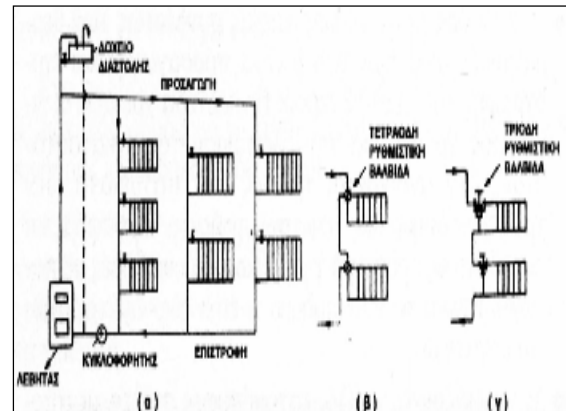 ΔΟΧΕΙΟ
ΔΙΑΣΤΟΛΗΣ
ΠΡΟΣΑΓΩΓΗ
ΤΕΤΡΑΟΔΗ
ΡΥΘΜΙΣΤΙΚΗ
ΒΑΛΒΙΔΑ
ΤΡΙΟΔΗ
ΡΥΘΜΙΣΤΙΚΗ
ΒΑΛΒΙΔΑ
ΚΥΚΛΟΦΟΡΗΤΗΣ
ΕΠΙΣΤΡΟΦΗ
ΛΕΒΗΤΑΣ
(α)
(β)
(γ)